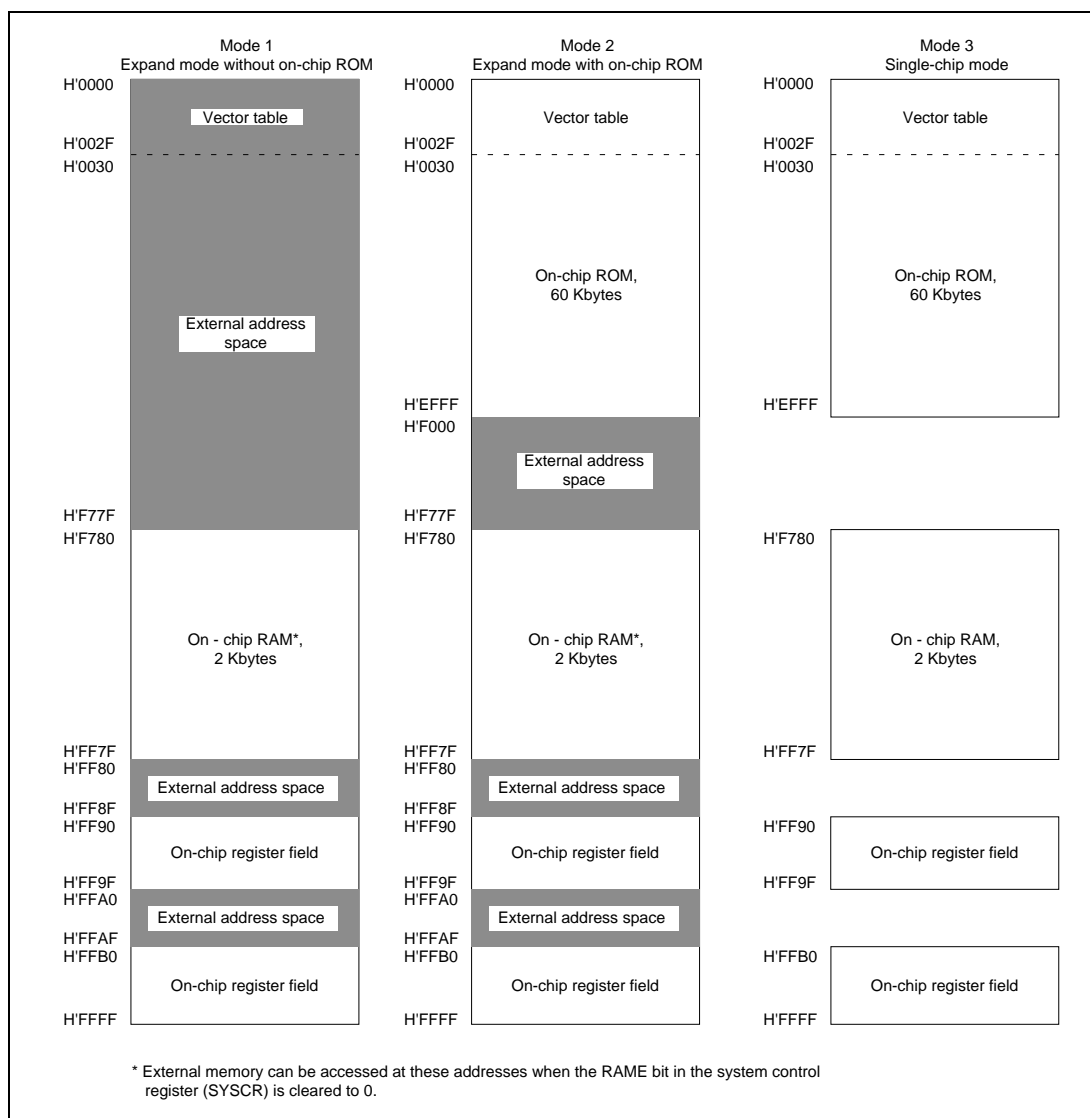 Mode 1
Expand mode without on-chip ROM
H'0000
Vector table
H'002F
H'0030
External address
space
H'F77F
H'F780
On - chip RAM*,
2 Kbytes
H'FF7F
H'FF80
External address space
H'FF8F
H'FF90
On-chip register field
H'FF9F
H'FFA0
External address space
H'FFAF
H'FFB0
On-chip register field
H'FFFF
Mode 2
Expand mode with on-chip ROM
H'0000
Vector table
H'002F
H'0030
On-chip ROM,
60 Kbytes
H'EFFF
H'F000
External address
space
H'F77F
H'F780
On - chip RAM*,
2 Kbytes
H'FF7F
H'FF80
External address space
H'FF8F
H'FF90
On-chip register field
H'FF9F
H'FFA0
External address space
H'FFAF
H'FFB0
On-chip register field
H'FFFF
Mode 3
Single-chip mode
H'0000
Vector table
H'002F
H'0030
On-chip ROM,
60 Kbytes
H'EFFF
H'F780
On - chip RAM,
2 Kbytes
H'FF7F
H'FF90
On-chip register field
H'FF9F
H'FFB0
On-chip register field
H'FFFF
* External memory can be accessed at these addresses when the RAME bit in the system control
register (SYSCR) is cleared to 0.